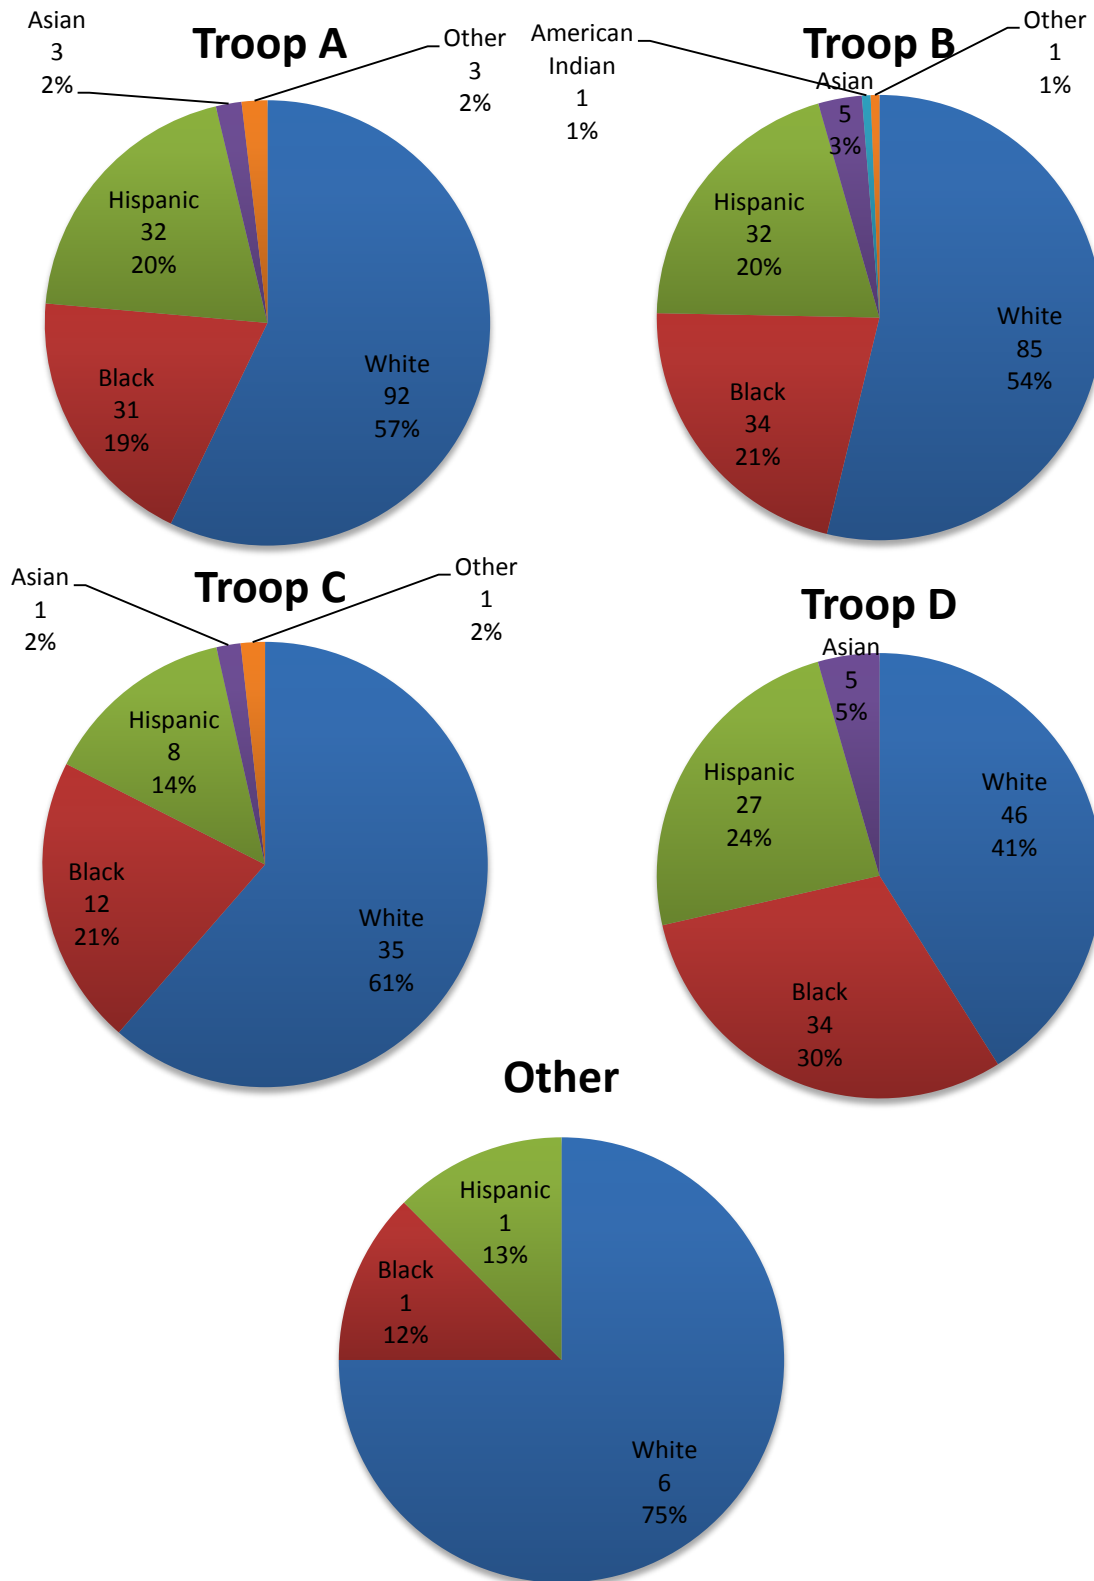 Troop A
Asian
3
2%
Other
3
2%
Hispanic
32
20%
Black
31
19%
White
92
57%
Troop B
American
Indian
1
1%
Asian
5
3%
Other
1
1%
Hispanic
32
20%
Black
34
21%
White
85
54%
Troop C
Asian
1
2%
Other
1
2%
Hispanic
8
14%
Black
12
21%
White
35
61%
Troop D
Asian
5
5%
Hispanic
27
24%
White
46
41%
Black
34
30%
Other
Hispanic
1
13%
Black
1
12%
White
6
75%